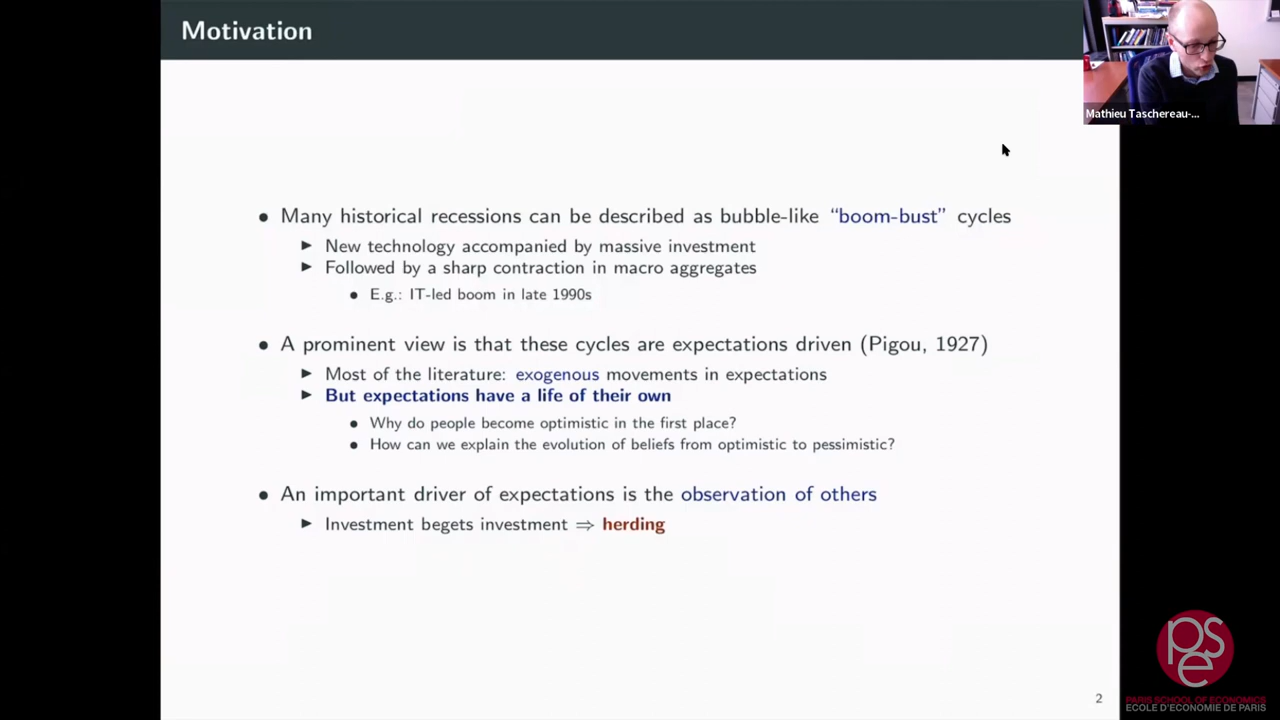 Motivation
Mathieu Taschereau-...
• Many historical recessions can be described as bubble-like “boom-bust” cycles
▶ New technology accompanied by massive investment
▶ Followed by a sharp contraction in macro aggregates
• E.g.: IT-led boom in late 1990s
• A prominent view is that these cycles are expectations driven (Pigou, 1927)
▶ Most of the literature: exogenous movements in expectations
▶ But expectations have a life of their own
• Why do people become optimistic in the first place?
• How can we explain the evolution of beliefs from optimistic to pessimistic?
• An important driver of expectations is the observation of others
▶ Investment begets investment ⇒ herding
2
pse
PARIS SCHOOL OF ECONOMICS
ECOLE D'ECONOMIE DE PARIS